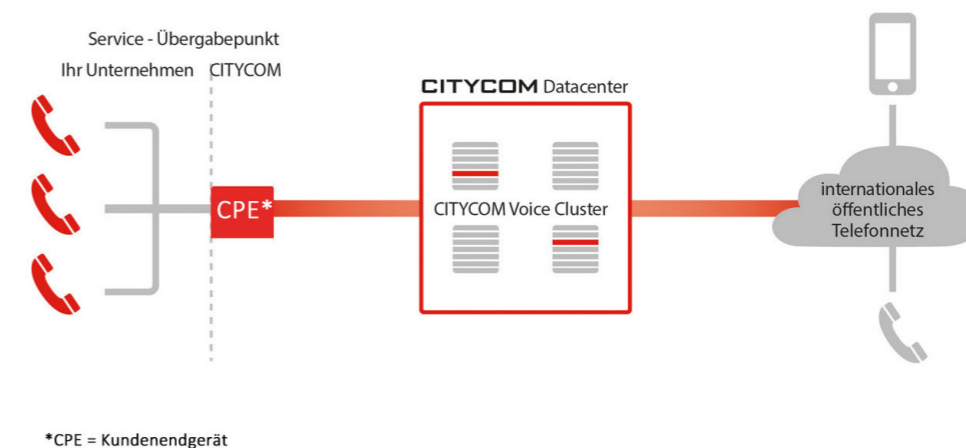 Service - Übergabepunkt
Ihr Unternehmen CITYCOM
CPE*
CITYCOM Datacenter
CITYCOM Voice Cluster
internationales
öffentliches
Telefonnetz
*CPE = Kundenendgerät